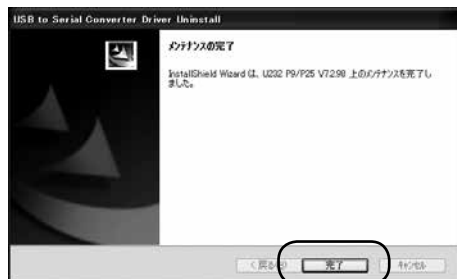 USB to Serial Converter Driver Uninstall
メンテナンスの完了
InstallShield Wizard は、U232 P9/P25 V7.2.98 上のメンテナンスを完了し
ました。
< 戻る(B)
完了
キャンセル